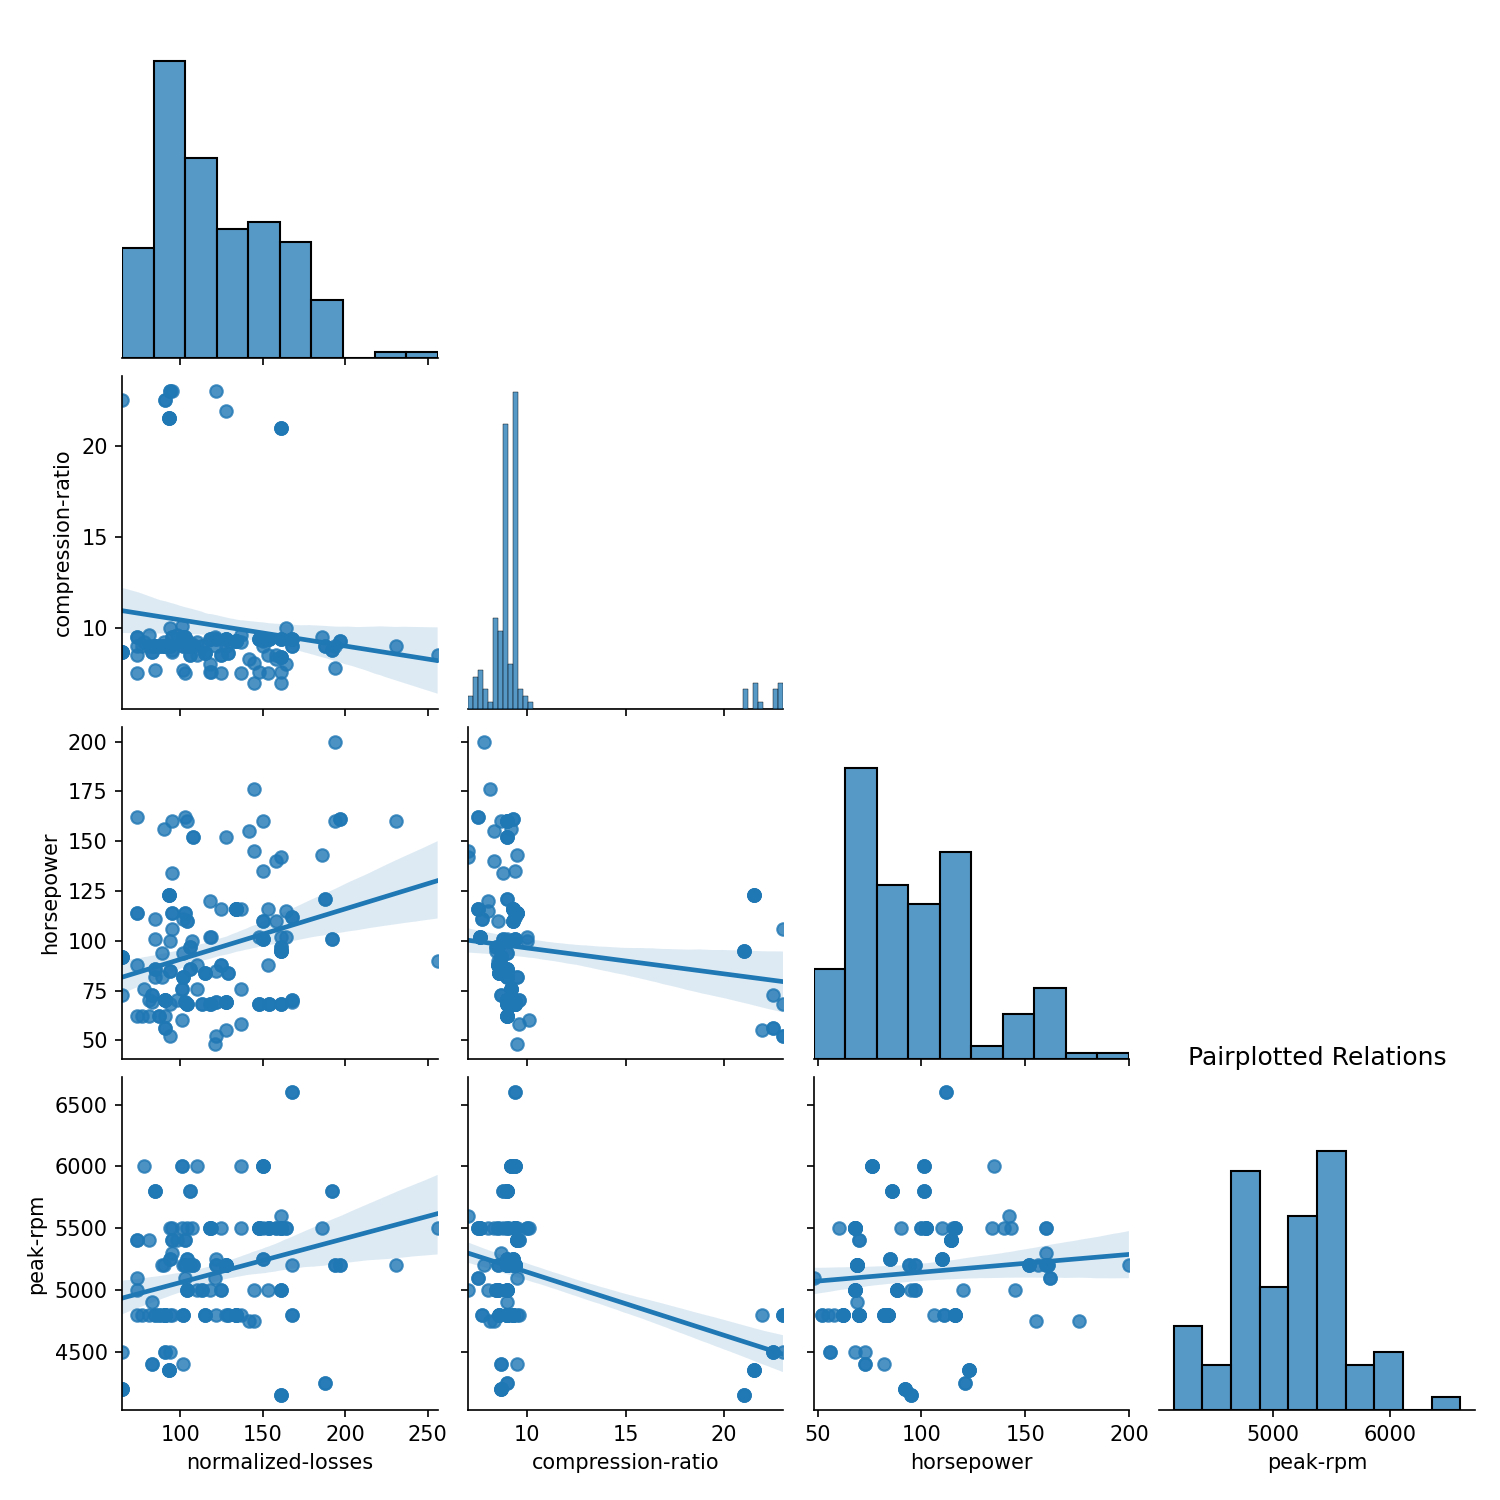 20
15
10
compression-ratio
200
175
150
125
100
75
50
horsepower
Pairplotted Relations
6500
6000
5500
5000
4500
peak-rpm
100 150 200 250
10 15 20
50 100 150 200
5000 6000
normalized-losses
compression-ratio
horsepower
peak-rpm